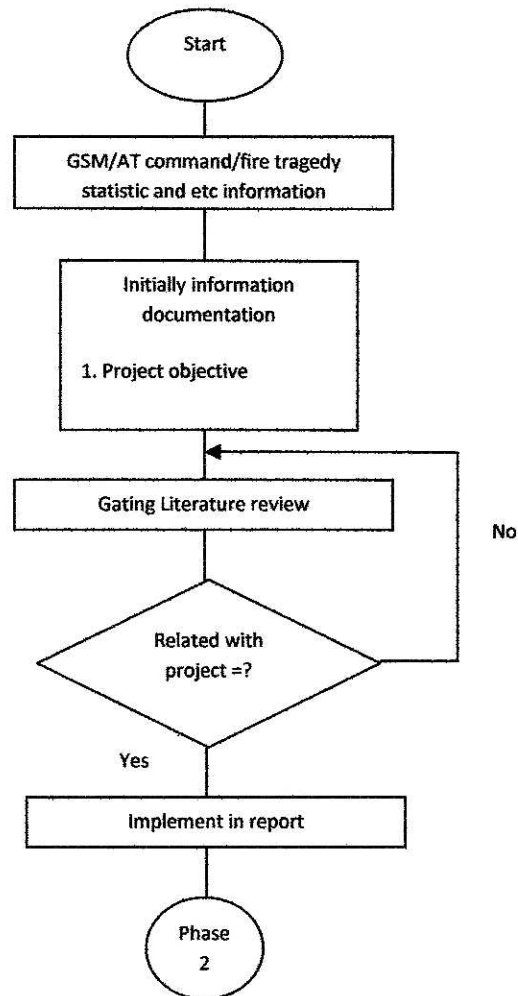 Start
GSM/AT command/fire tragedy
statistic and etc information
Initially information
documentation
1. Project objective
Gating Literature review
No
Related with
project =?
Yes
Implement in report
Phase
2